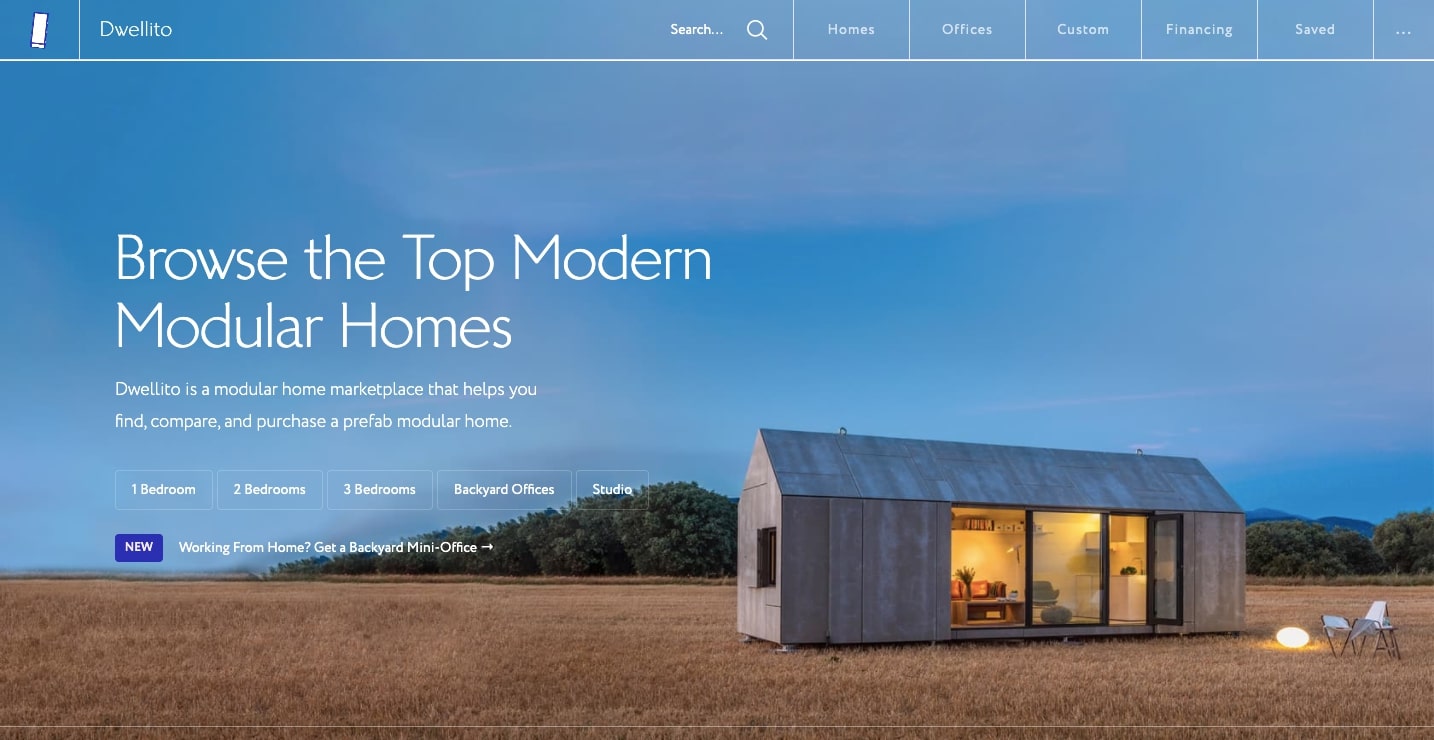 Dwellito
Search...
Homes
Offices
Custom
Financing
Saved
...
Browse the Top Modern
Modular Homes
Dwellito is a modular home marketplace that helps you
find, compare, and purchase a prefab modular home.
1 Bedroom
2 Bedrooms
3 Bedrooms
Backyard Offices
Studio
NEW
Working From Home? Get a Backyard Mini-Office →